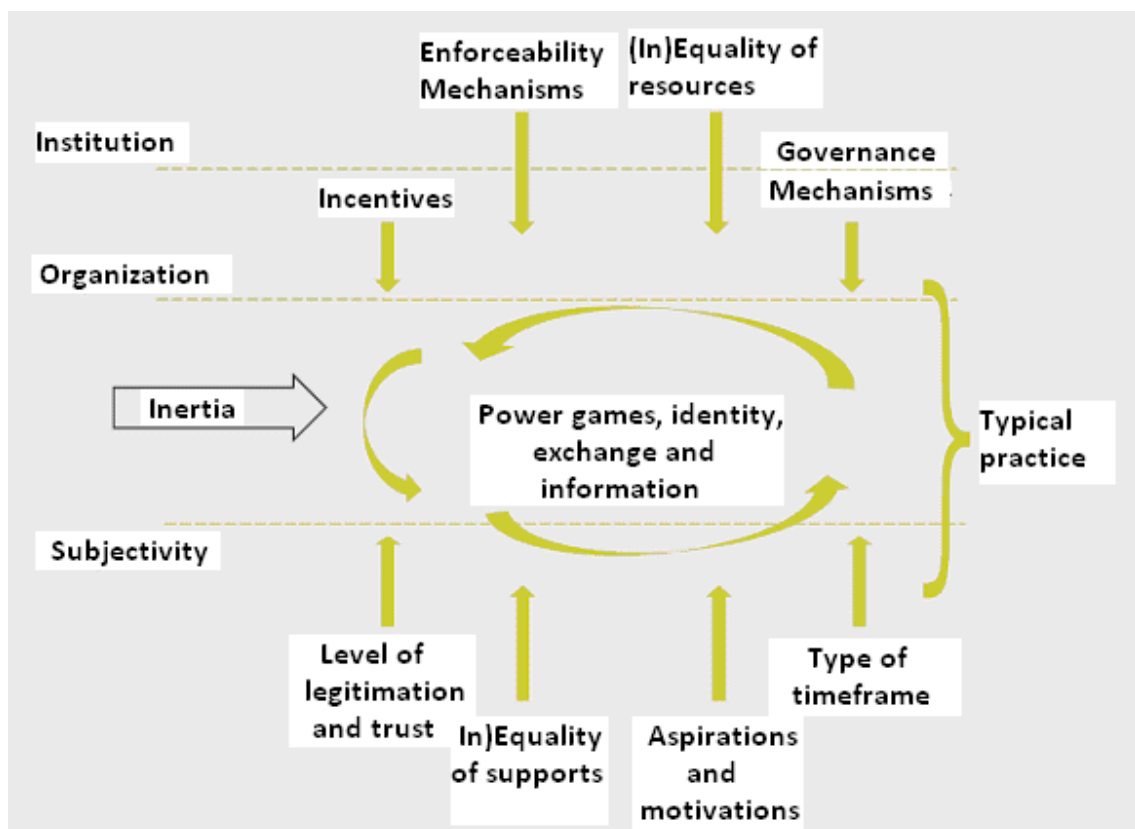 Enforceability
Mechanisms
(In)Equality of
resources
Institution
Governance
Mechanisms
Incentives
Organization
Inertia
Power games, identity,
exchange and
information
Typical
practice
Subjectivity
Level of
legitimation
and trust
In)Equality
of supports
Aspirations
and
motivations
Type of
timeframe